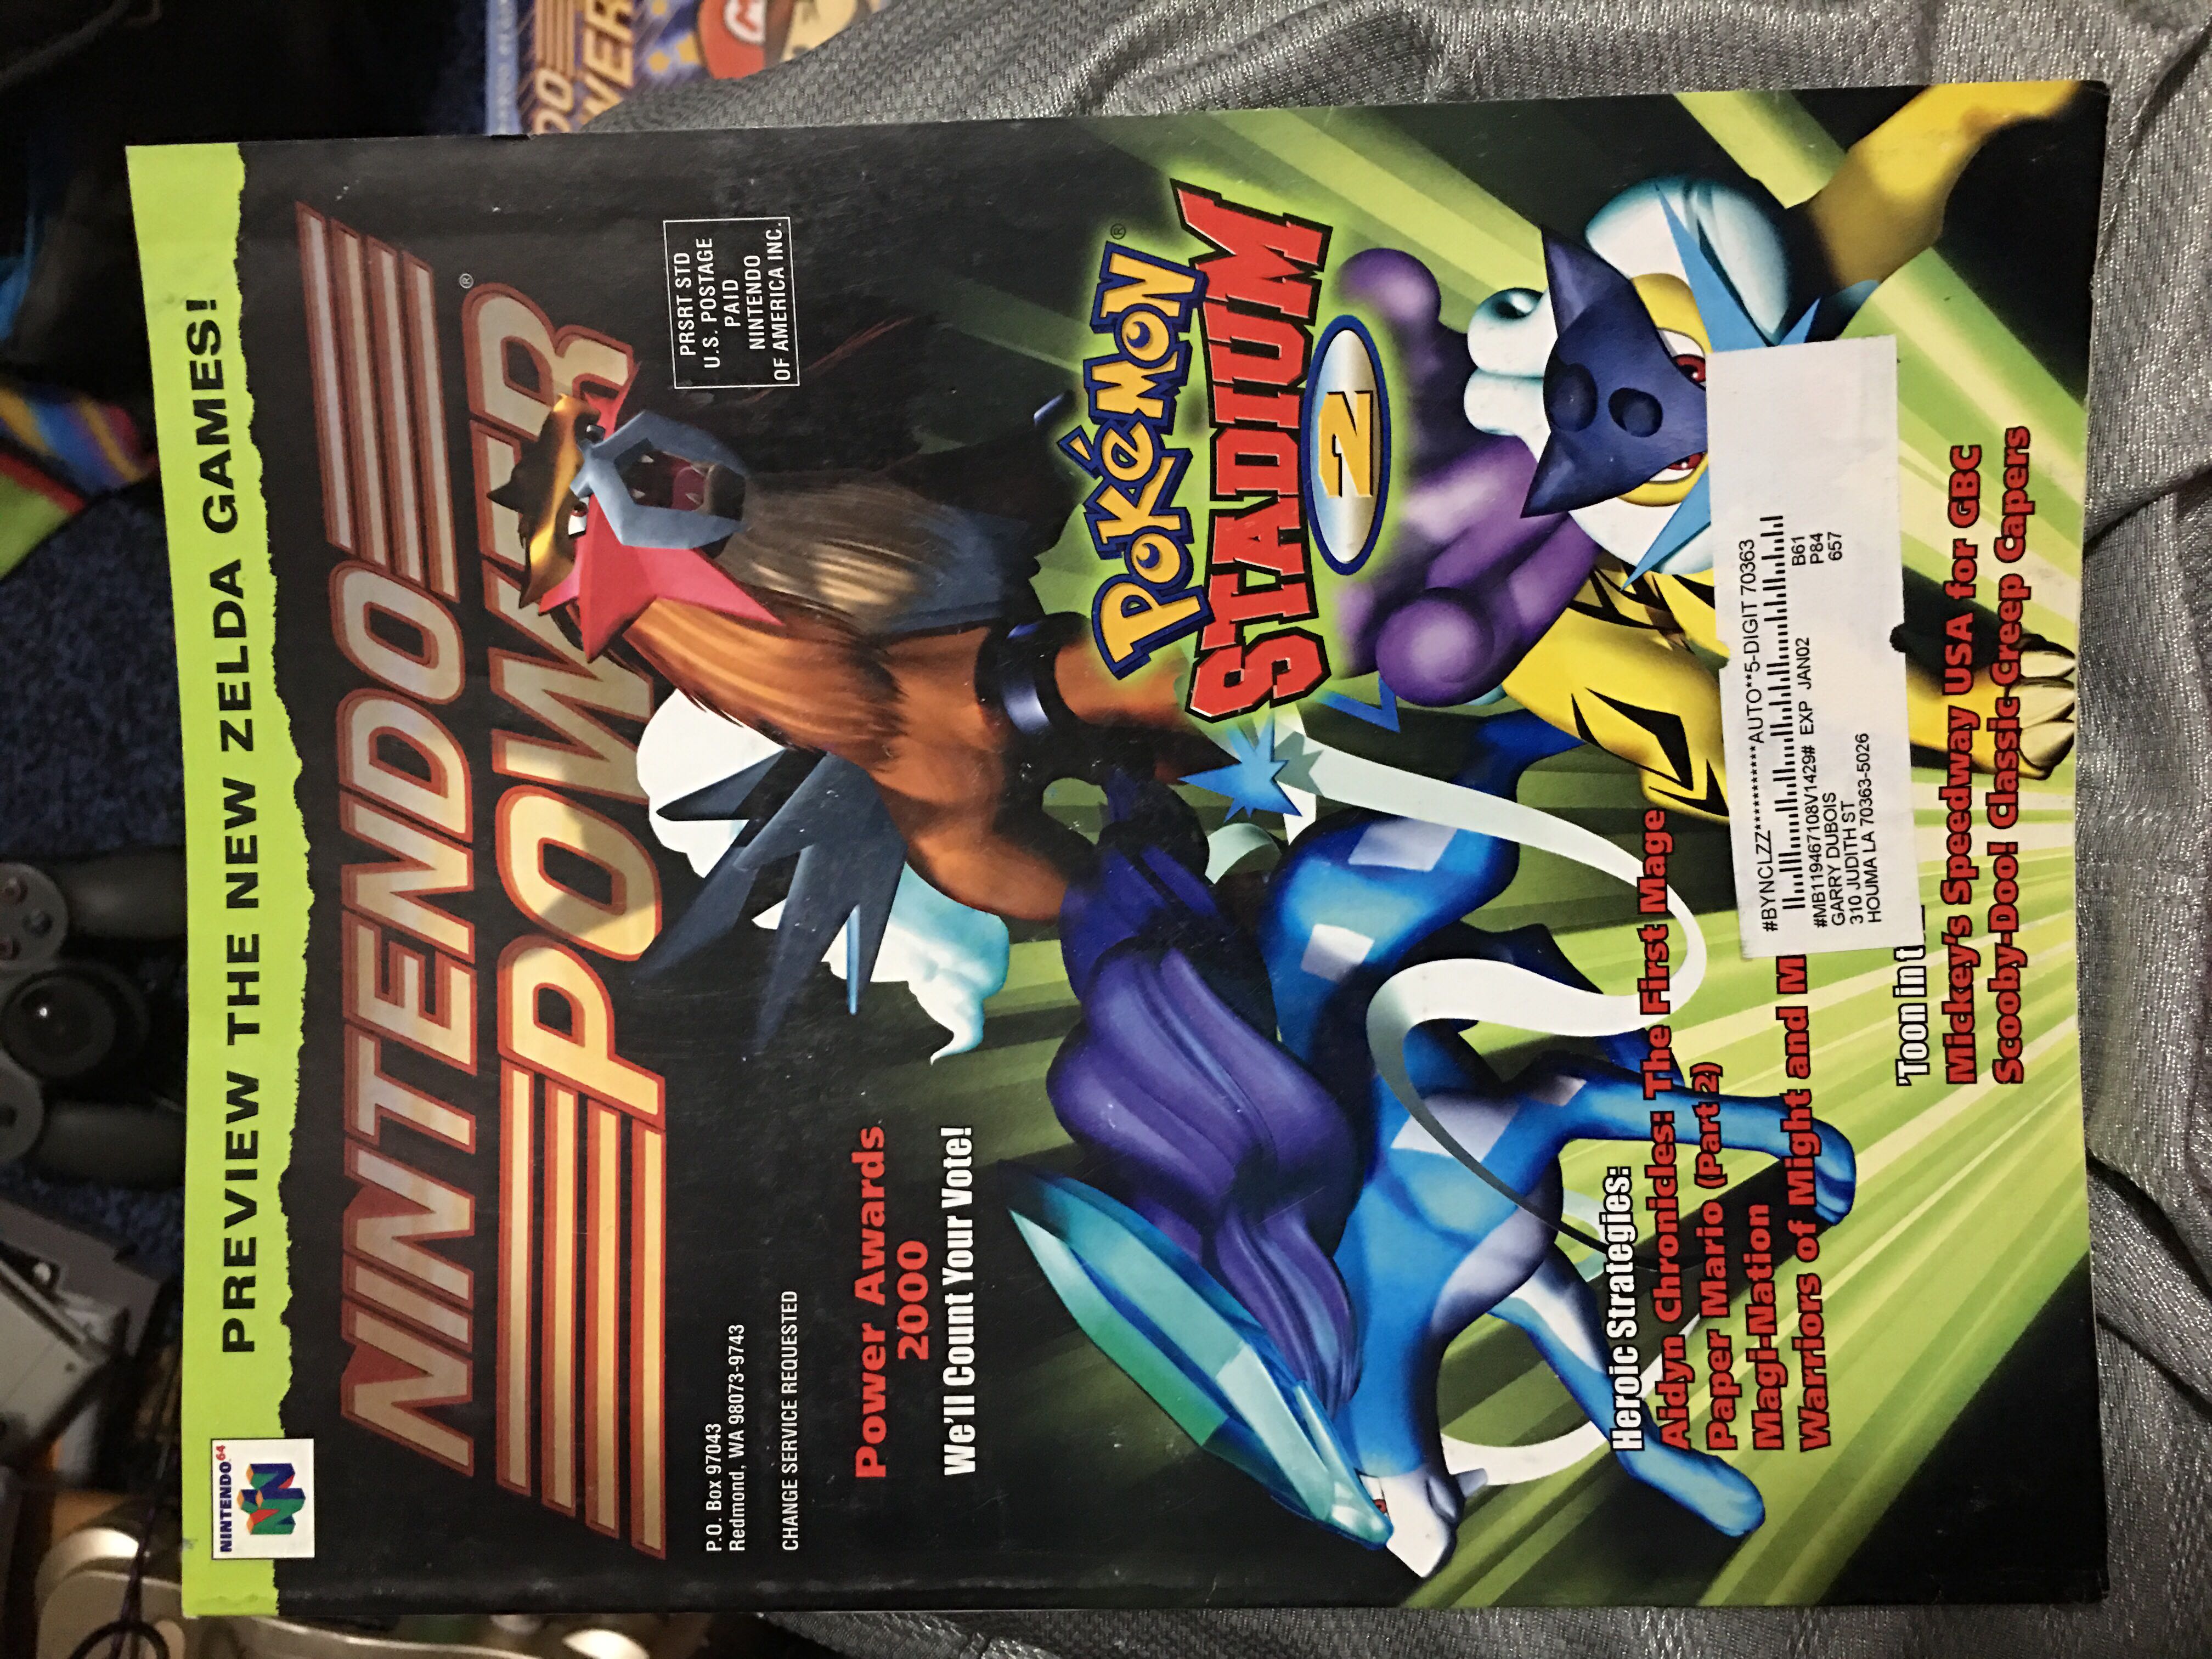 PREVIEW THE NEW ZELDA GAMES!
NINTENDO 64
NINTENDO
POWER
®
P.O. Box 97043
Redmond, WA 98073-9743
CHANGE SERVICE REQUESTED
PRSRT STD
U.S. POSTAGE
PAID
NINTENDO
OF AMERICA INC.
Power Awards
2000
We'll Count Your Vote!
POKéMON®
STADIUM
2
Heroic Strategies:
Aidyn Chronicles: The First Mage
Paper Mario (Part 2)
Magi-Nation
Warriors of Might and M
#BYNCLZZ***********AUTO**5-DIGIT 70363
#MB119467108V1429# EXP JAN02 B61
GARRY DUBOIS P84
310 JUDITH ST 657
HOUMA LA 70363-5026
'Toon in t
Mickey's Speedway USA for GBC
Scooby-Doo! Classic Creep Capers
DO
WER
M